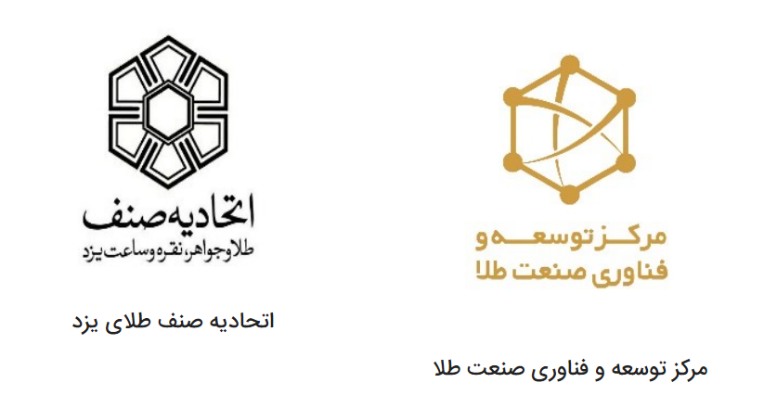 اتحادیه صنف
طلا و جواهر، نقره و ساعت یزد
اتحادیه صنف طلای یزد
مرکز توسعه و
فناوری صنعت طلا
مرکز توسعه و فناوری صنعت طلا